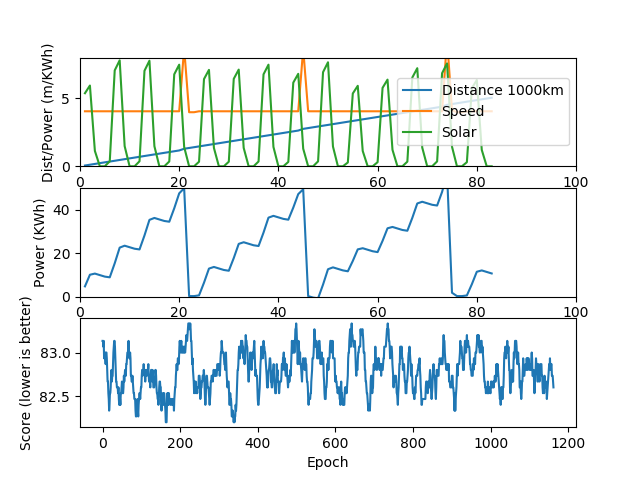 Dist/Power (m/KWh)
5
0
Distance 1000km
Speed
Solar
0 20 40 60 80 100
Power (KWh)
40
20
0
0 20 40 60 80 100
Score (lower is better)
83.0
82.5
0 200 400 600 800 1000 1200
Epoch